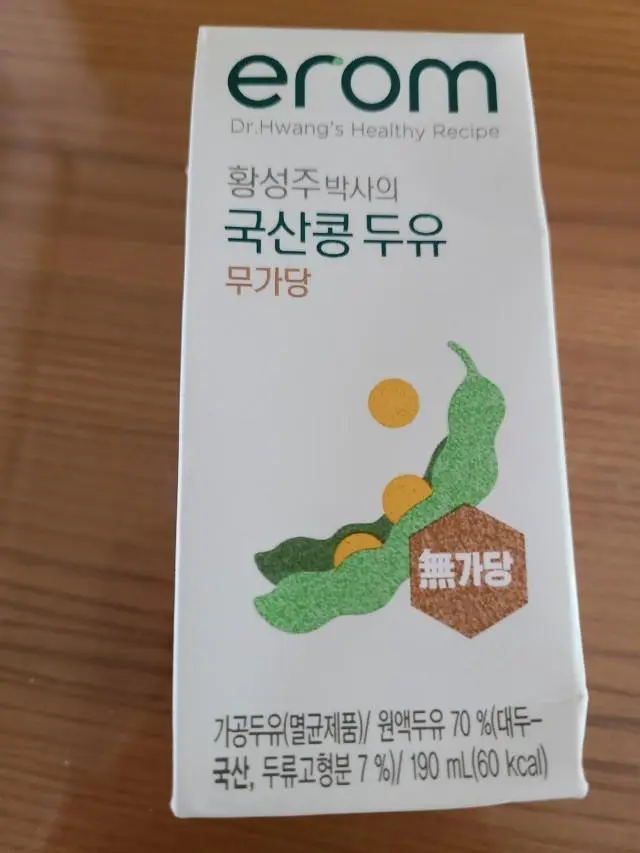 erom
Dr.Hwang's Healthy Recipe
황성주 박사의
국산콩 두유
무가당
無가당
가공두유(멸균제품)/ 원액두유 70 %(대두-
국산, 두류고형분 7 %)/ 190 mL(60 kcal)